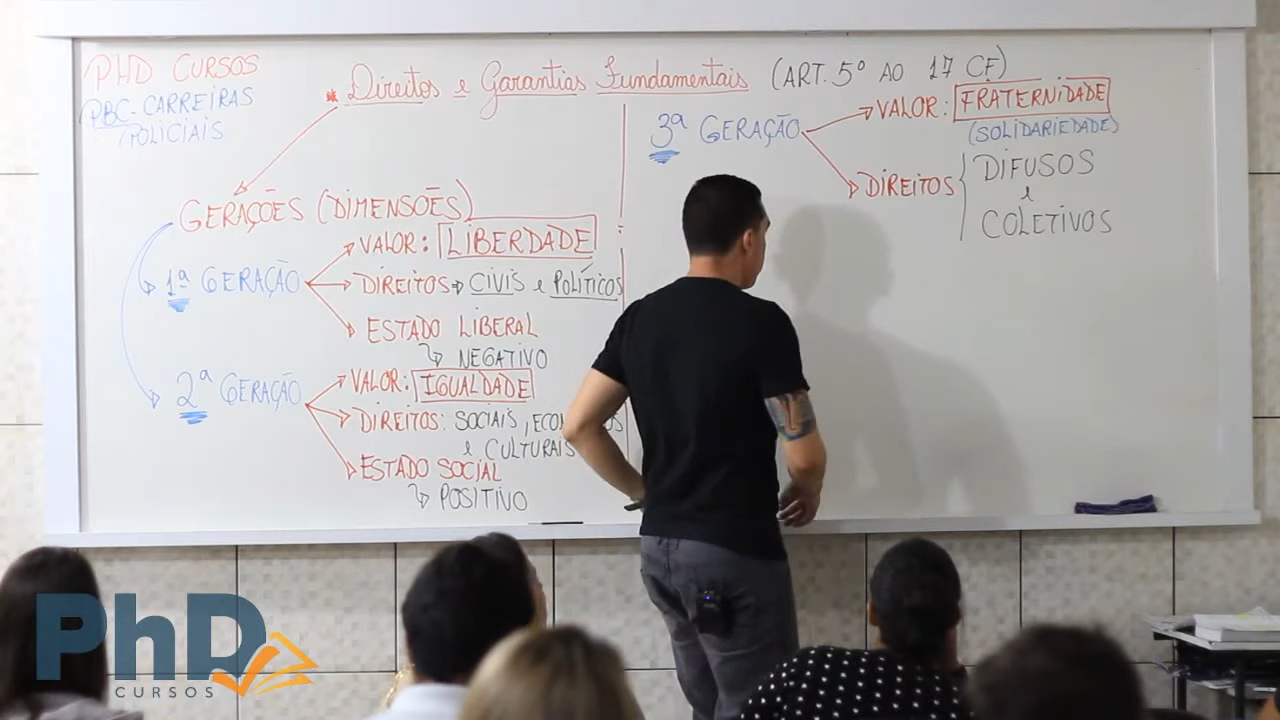 PHD CURSOS
PBC-CARREIRAS
POLICIAIS
Direitos e Garantias Fundamentais (ART. 5º AO 17 CF)
GERAÇÕES (DIMENSÕES)
1ª GERAÇÃO
VALOR: LIBERDADE
DIREITOS → CIVIS e POLÍTICOS
ESTADO LIBERAL
NEGATIVO
2ª GERAÇÃO
VALOR: IGUALDADE
DIREITOS: SOCIAIS,
e CULTURAIS
ESTADO SOCIAL
POSITIVO
3ª GERAÇÃO
VALOR: FRATERNIDADE
(SOLIDARIEDADE)
DIREITOS
DIFUSOS
e
COLETIVOS
PhD
CURSOS